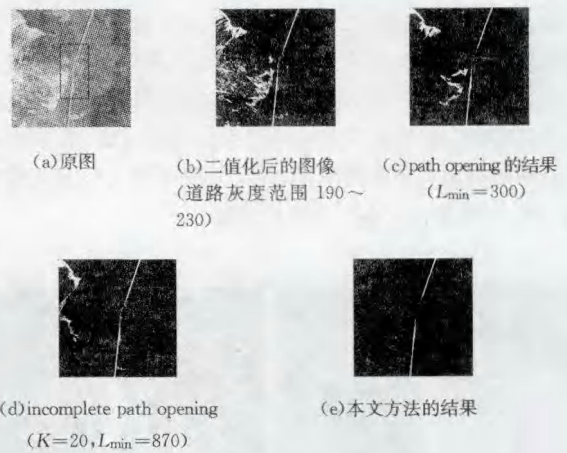 (a)原图
(b)二值化后的图像
(道路灰度范围 190～
230)
(c)path opening 的结果
(Lmin=300)
(d)incomplete path opening
(K=20,Lmin=870)
(e)本文方法的结果